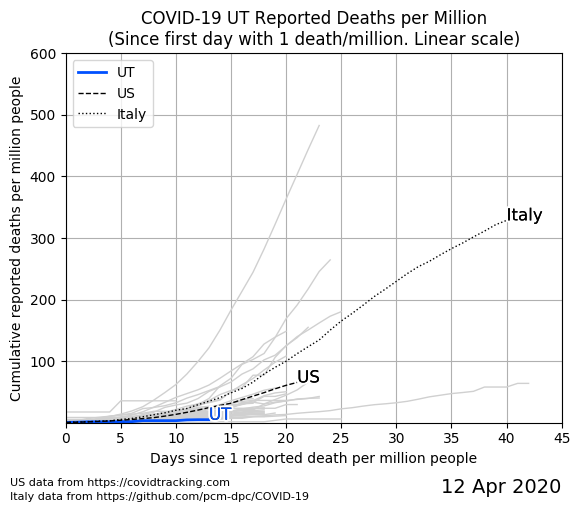 COVID-19 UT Reported Deaths per Million
(Since first day with 1 death/million. Linear scale)
600
500
400
300
200
100
Cumulative reported deaths per million people
UT
US
Italy
Italy
US
UT
0 5 10 15 20 25 30 35 40 45
Days since 1 reported death per million people
US data from https://covidtracking.com
Italy data from https://github.com/pcm-dpc/COVID-19
12 Apr 2020